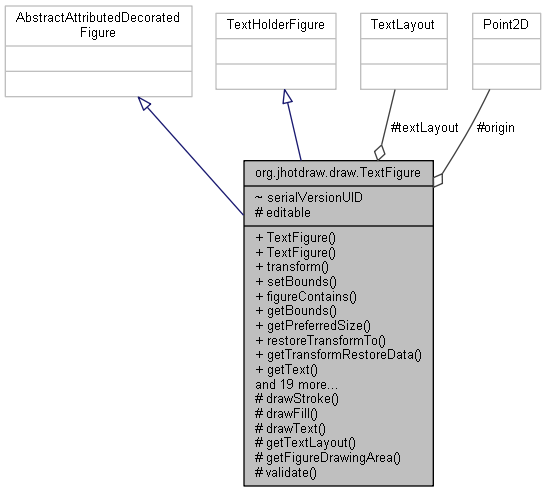 AbstractAttributedDecorated
Figure
TextHolderFigure
TextLayout
Point2D
#textLayout
#origin
org.jhotdraw.draw.TextFigure
~ serialVersionUID
# editable
+ TextFigure()
+ TextFigure()
+ transform()
+ setBounds()
+ figureContains()
+ getBounds()
+ getPreferredSize()
+ restoreTransformTo()
+ getTransformRestoreData()
+ getText()
and 19 more...
# drawStroke()
# drawFill()
# drawText()
# getTextLayout()
# getFigureDrawingArea()
# validate()